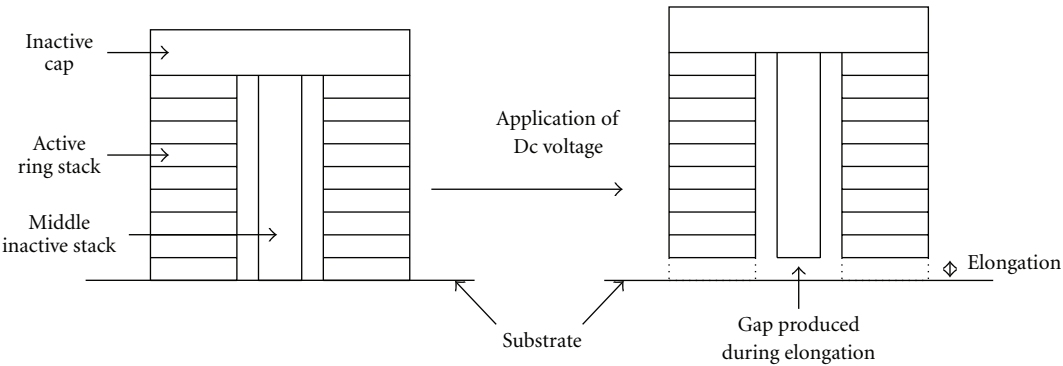 Inactive
cap
Active
ring stack
Middle
inactive stack
Application of
Dc voltage
Substrate
Elongation
Gap produced
during elongation